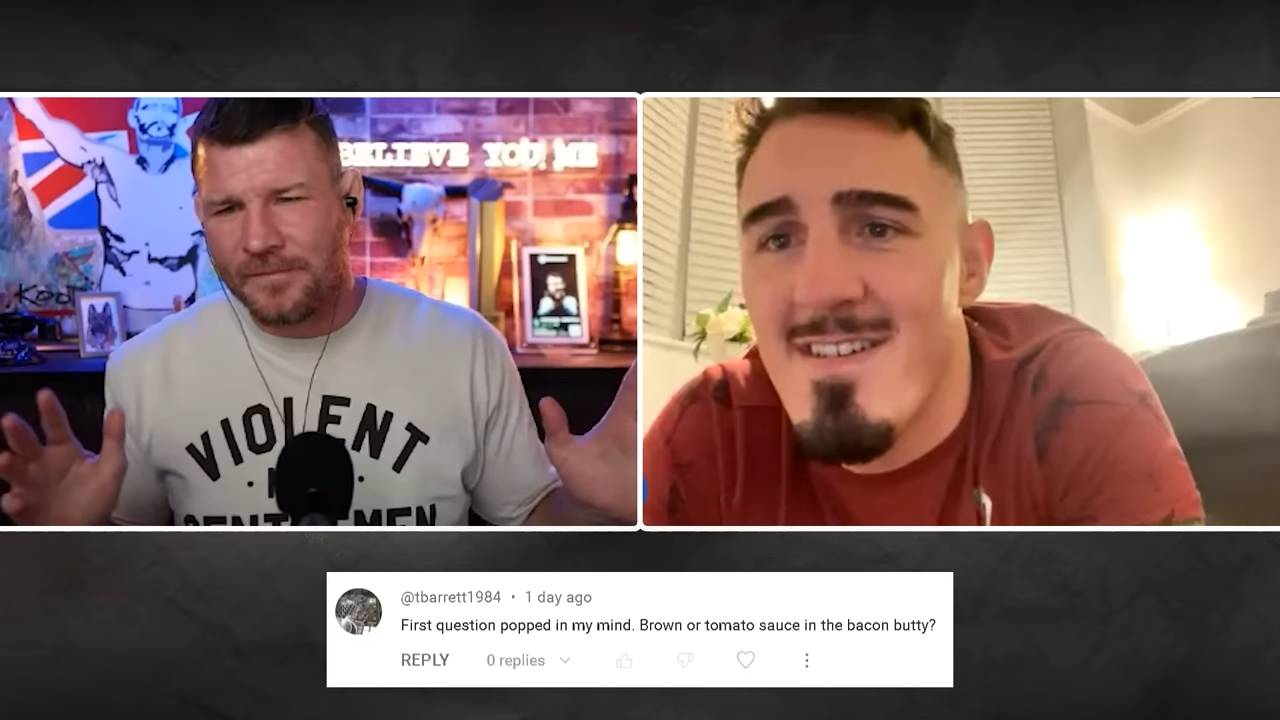 BELIEVE YOU ME
Koda
VIOLENT
GENTLEMEN
@tbarrett1984 • 1 day ago
First question popped in my mind. Brown or tomato sauce in the bacon butty?
REPLY 0 replies